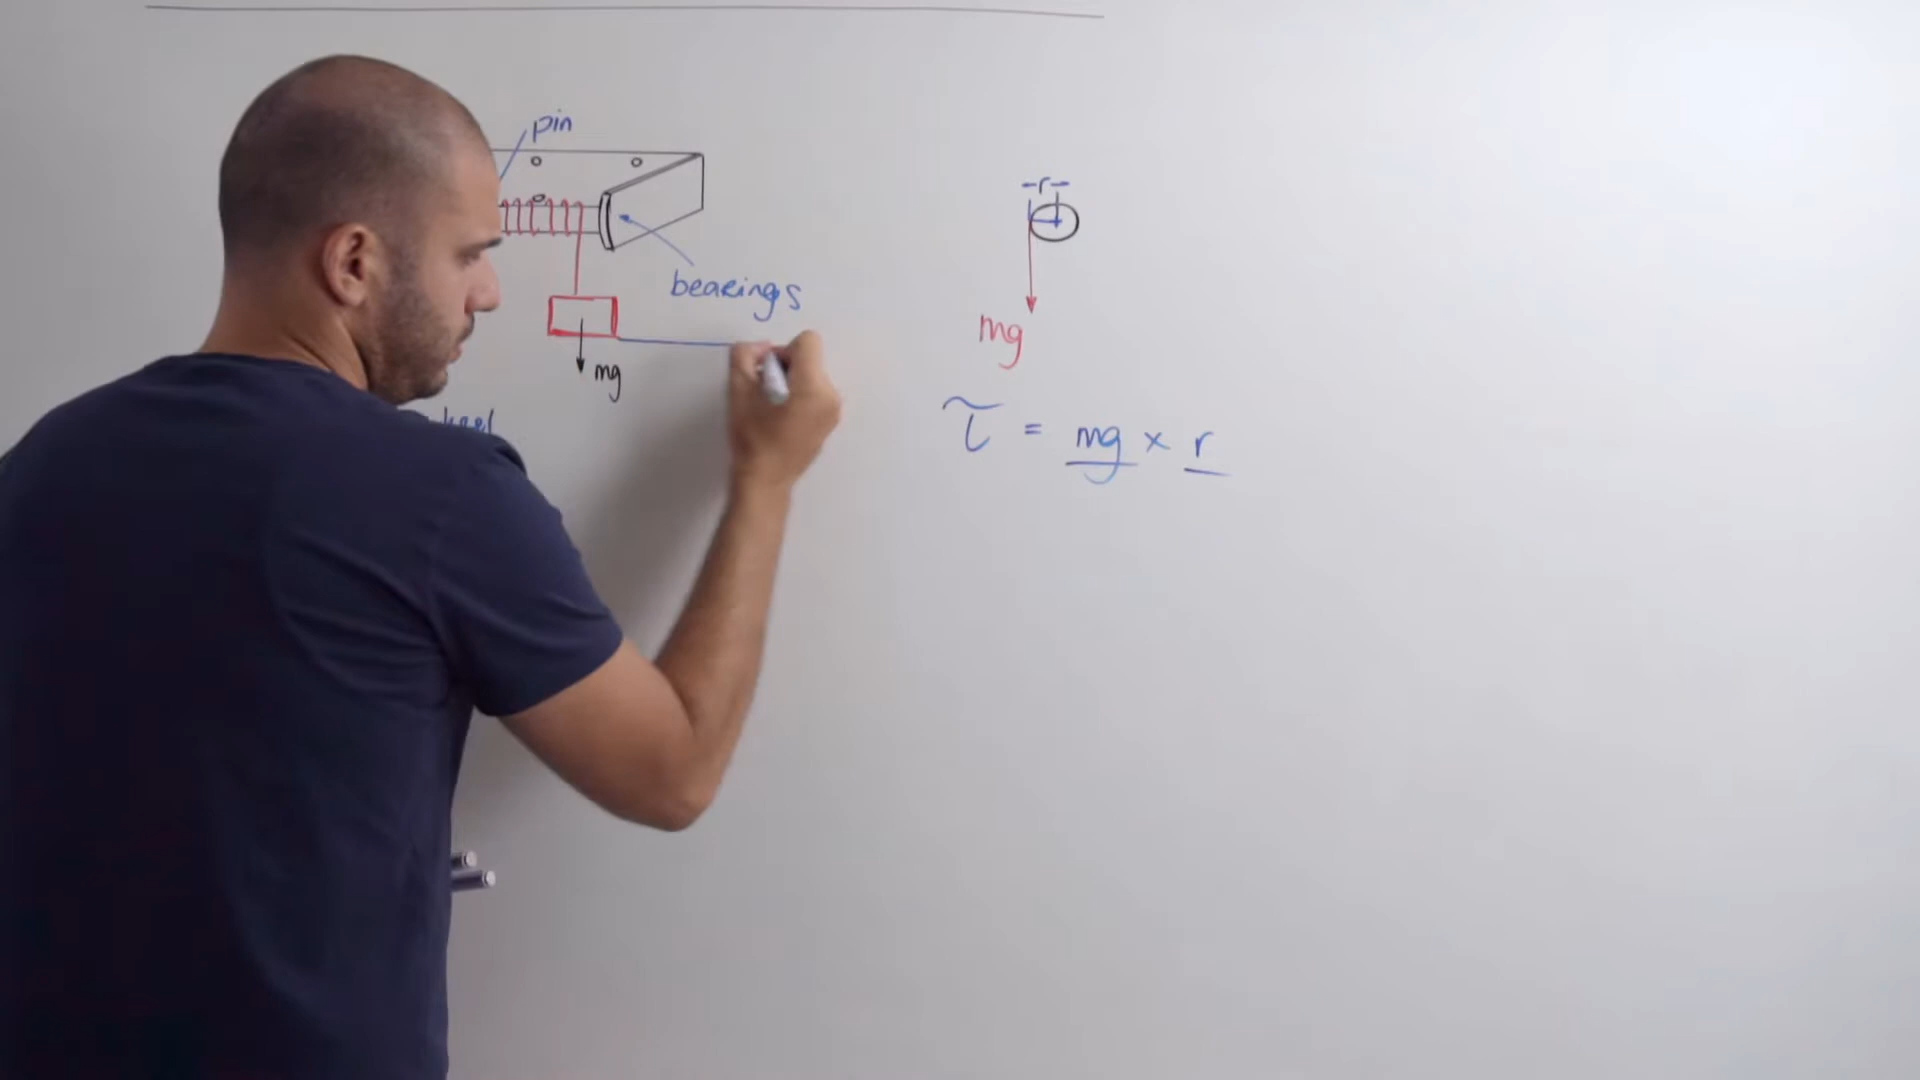 pin
bearings
mg
-r-
mg
τ = mg × r